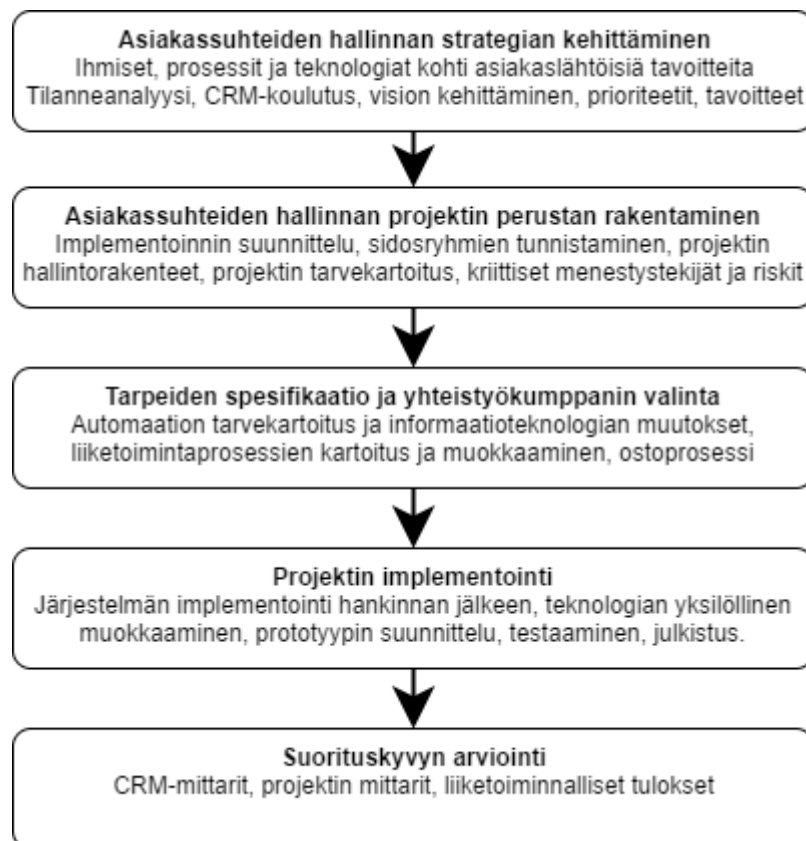 Asiakassuhteiden hallinnan strategian kehittäminen
Ihmiset, prosessit ja teknologiat kohti asiakaslähtöisiä tavoitteita
Tilanneanalyysi, CRM-koulutus, vision kehittäminen, prioriteetit, tavoitteet
Asiakassuhteiden hallinnan projektin perustan rakentaminen
Implementoinnin suunnittelu, sidosryhmien tunnistaminen, projektin
hallintorakenteet, projektin tarvekartoitus, kriittiset menestystekijät ja riskit
Tarpeiden spesifikaatio ja yhteistyökumppanin valinta
Automaation tarvekartoitus ja informaatioteknologian muutokset,
liiketoimintaprosessien kartoitus ja muokkaaminen, ostoprosessi
Projektin implementointi
Järjestelmän implementointi hankinnan jälkeen, teknologian yksilöllinen
muokkaaminen, prototyypin suunnittelu, testaaminen, julkistus.
Suorituskyvyn arviointi
CRM-mittarit, projektin mittarit, liiketoiminnalliset tulokset